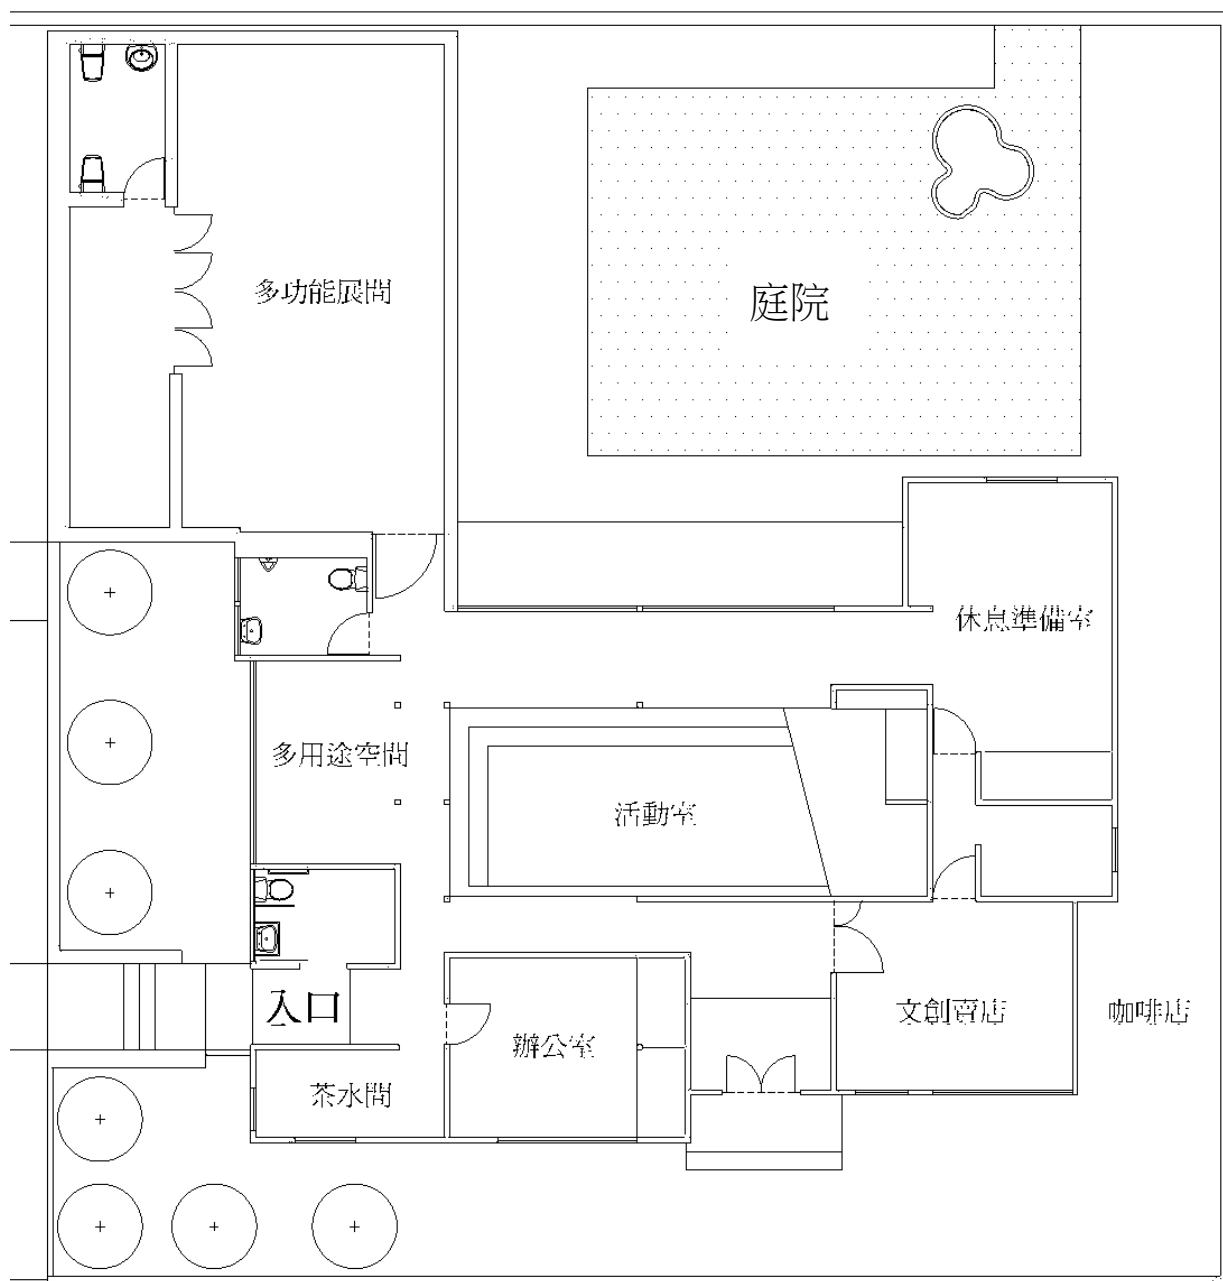 多功能展間
庭院
休息準備室
多用途空間
活動室
入口
辦公室
文創賣店
咖啡店
茶水間